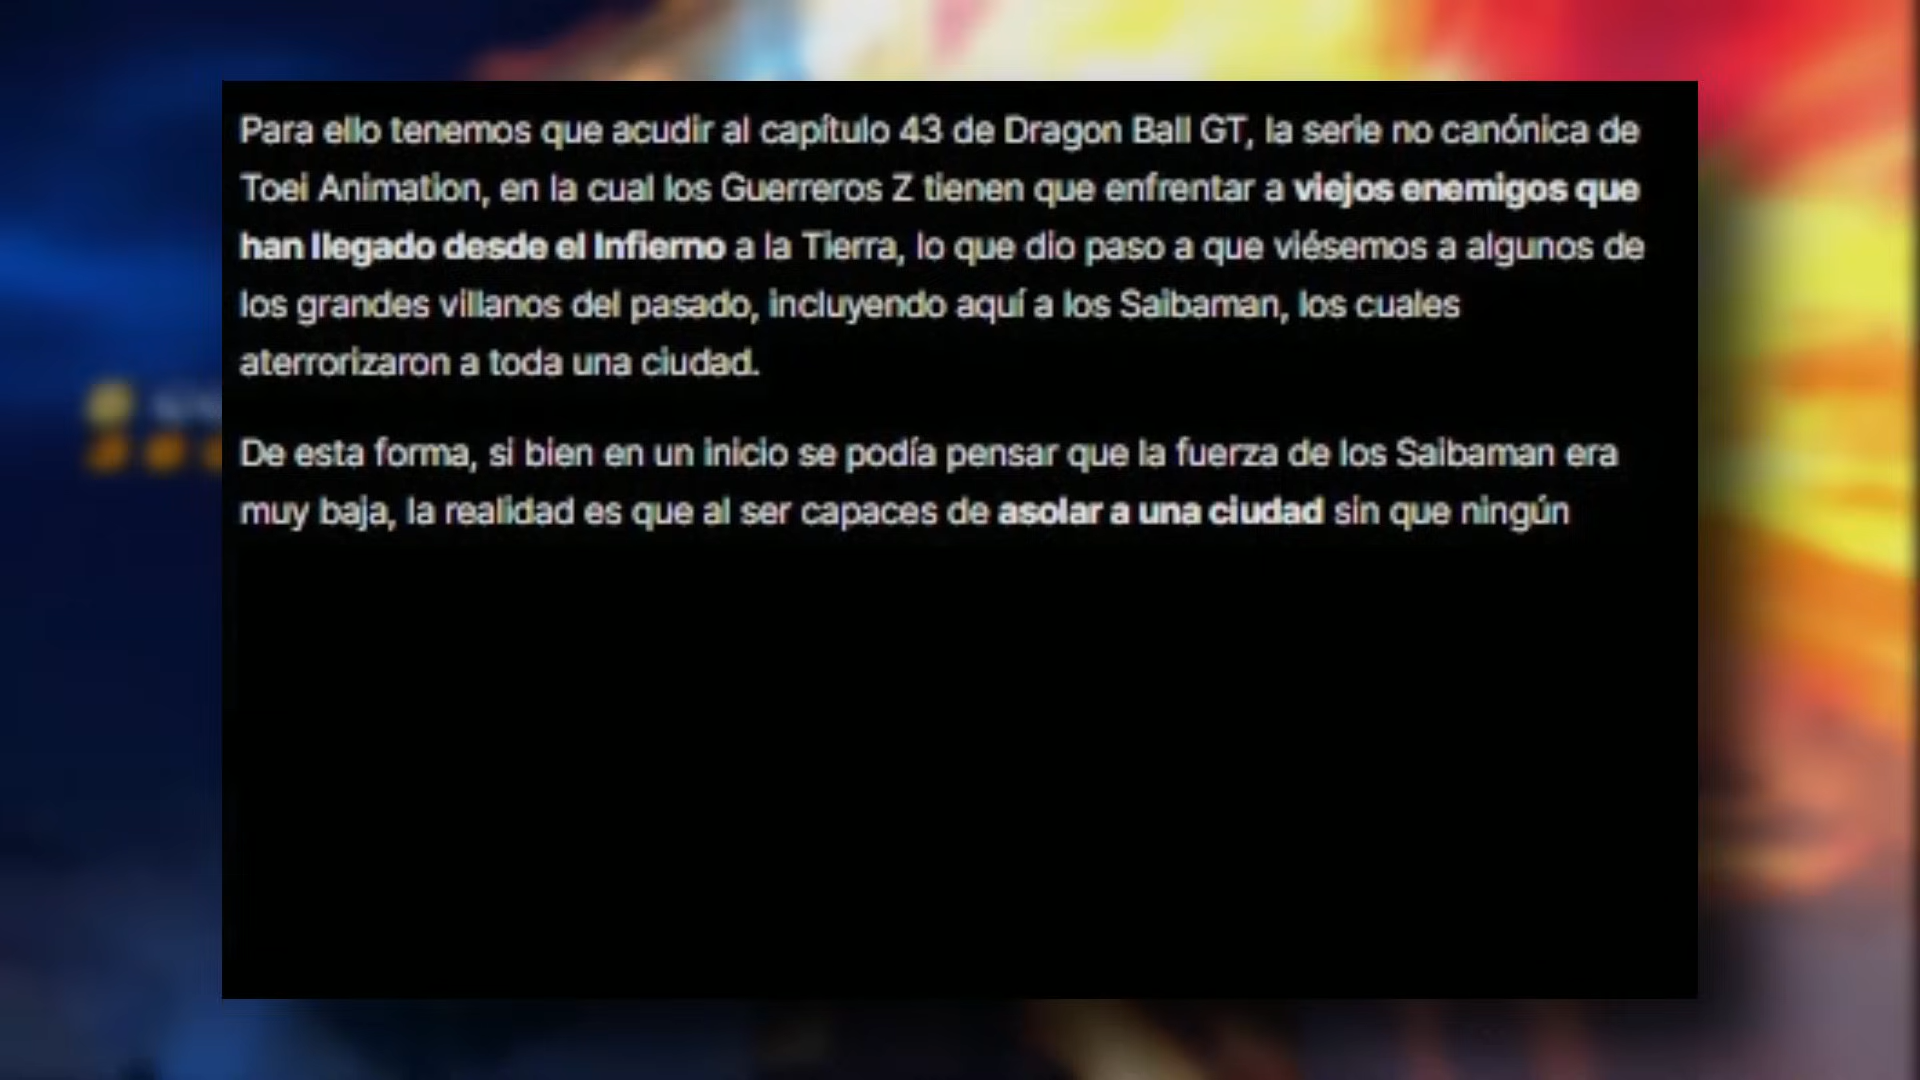 Para ello tenemos que acudir al capítulo 43 de Dragon Ball GT, la serie no canónica de
Toei Animation, en la cual los Guerreros Z tienen que enfrentar a viejos enemigos que
han llegado desde el Infierno a la Tierra, lo que dio paso a que viésemos a algunos de
los grandes villanos del pasado, incluyendo aquí a los Saibaman, los cuales
aterrorizaron a toda una ciudad.
De esta forma, si bien en un inicio se podía pensar que la fuerza de los Saibaman era
muy baja, la realidad es que al ser capaces de asolar a una ciudad sin que ningún